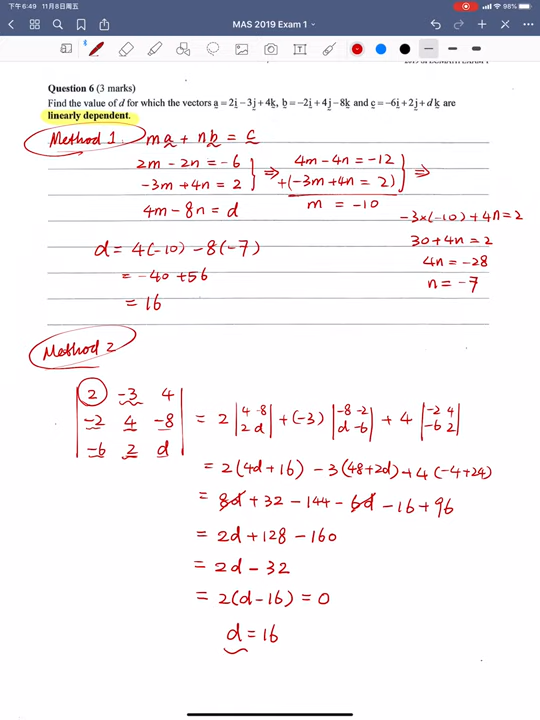 下午6:49 11月8日周五
98%
MAS 2019 Exam 1
Question 6 (3 marks)
Find the value of d for which the vectors a = 2i − 3j + 4k, b = −2i + 4j − 8k and c = −6i + 2j + d k are
linearly dependent.
Method 1
ma + nb = c
2m − 2n = −6
−3m + 4n = 2
4m − 8n = d
⇒ 4m − 4n = −12
+(−3m + 4n = 2)
m = −10
⇒
−3×(−10) + 4n = 2
30 + 4n = 2
4n = −28
n = −7
d = 4(−10) − 8(−7)
= −40 + 56
= 16
Method 2
| 2 −3 4 |
| −2 4 −8 |
| −6 2 d |
= 2 |4 −8 / 2 d| + (−3) |−8 −2 / d −6| + 4 |−2 4 / −6 2|
= 2(4d + 16) − 3(48 + 2d) + 4(−4 + 24)
= 8d + 32 − 144 − 6d − 16 + 96
= 2d + 128 − 160
= 2d − 32
= 2(d − 16) = 0
d = 16